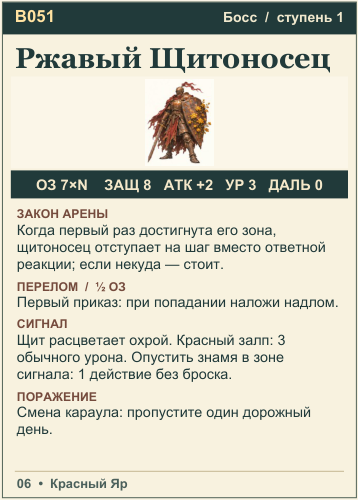 B051
Босс / ступень 1
Ржавый Щитоносец
ОЗ 7×N ЗАЩ 8 АТК +2 УР 3 ДАЛЬ 0
ЗАКОН АРЕНЫ
Когда первый раз достигнута его зона,
щитоносец отступает на шаг вместо ответной
реакции; если некуда — стоит.
ПЕРЕЛОМ / ½ ОЗ
Первый приказ: при попадании наложи надлом.
СИГНАЛ
Щит расцветает охрой. Красный залп: 3
обычного урона. Опустить знамя в зоне
сигнала: 1 действие без броска.
ПОРАЖЕНИЕ
Смена караула: пропустите один дорожный
день.
06 • Красный Яр